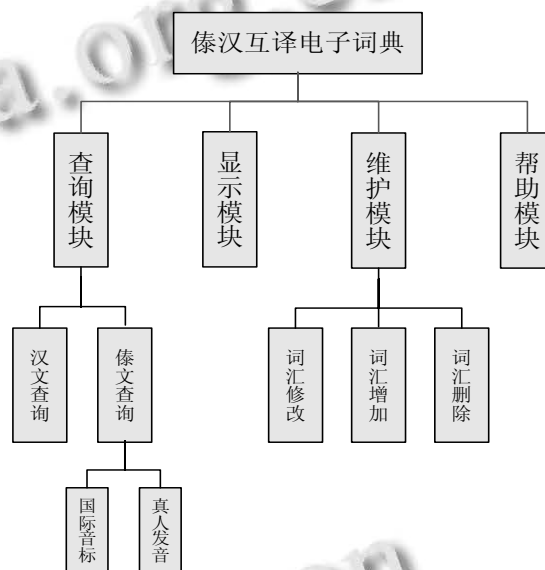 傣汉互译电子词典
查询模块
显示模块
维护模块
帮助模块
汉文查询
傣文查询
词汇修改
词汇增加
词汇删除
国际音标
真人发音